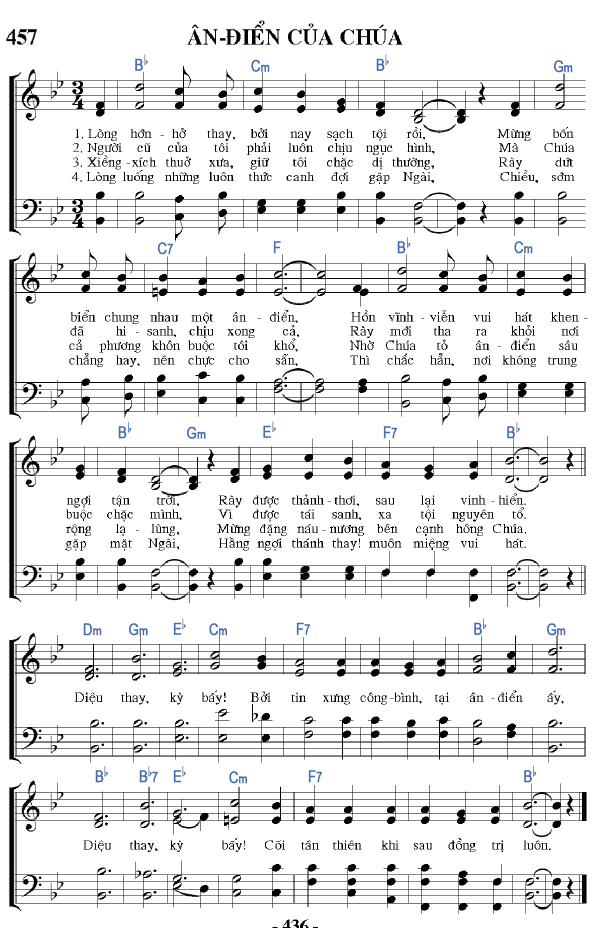 457 ÂN-ĐIỂN CỦA CHÚA
B♭ Cm B♭ Gm
3/4
1. Lòng hớn-hở thay, bởi nay sạch tội rồi, Mừng bốn
2. Người cũ của tôi phải luôn chịu ngục hình, Mà Chúa
3. Xiềng-xích thuở xưa, giữ tôi chặc dị thường, Rày dứt
4. Lòng luống những luôn thức canh đợi gặp Ngài, Chiều, sớm
3/4
C7 F B♭ Cm
biển chung nhau một ân-điển. Hồn vĩnh-viễn vui hát khen-
đã hi-sanh, chịu xong cả, Rày mới tha ra khỏi nơi
cả phương khôn buộc tôi khổ, Nhờ Chúa tỏ ân-điển sâu
chẳng hay, nên chực cho sẵn, Thì chắc hẳn, nơi không trung
B♭ Gm E♭ F7 B♭
ngợi tận trời, Rày được thảnh-thơi, sau lại vinh-hiển.
buộc chặc mình, Vì được tái sanh, xa tội nguyên tổ.
rộng lạ-lùng, Mừng đặng náu-nương bên cạnh hông Chúa.
gặp mặt Ngài, Hằng ngợi thánh thay! muôn miệng vui hát.
Dm Gm E♭ Cm F7 B♭ Gm
Diệu thay, kỳ bấy! Bởi tin xưng công-bình, tại ân-điển ấy,
B♭ B♭7 E♭ Cm F7 B♭
Diệu thay, kỳ bấy! Cõi tân thiên khi sau đồng trị luôn.
- 436 -